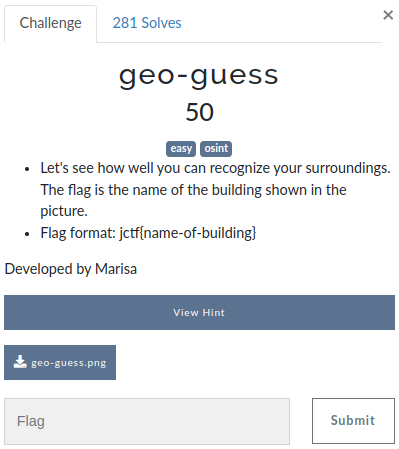 Challenge
281 Solves
×
geo-guess
50
easy osint
• Let's see how well you can recognize your surroundings.
The flag is the name of the building shown in the
picture.
• Flag format: jctf{name-of-building}
Developed by Marisa
View Hint
geo-guess.png
Flag
Submit